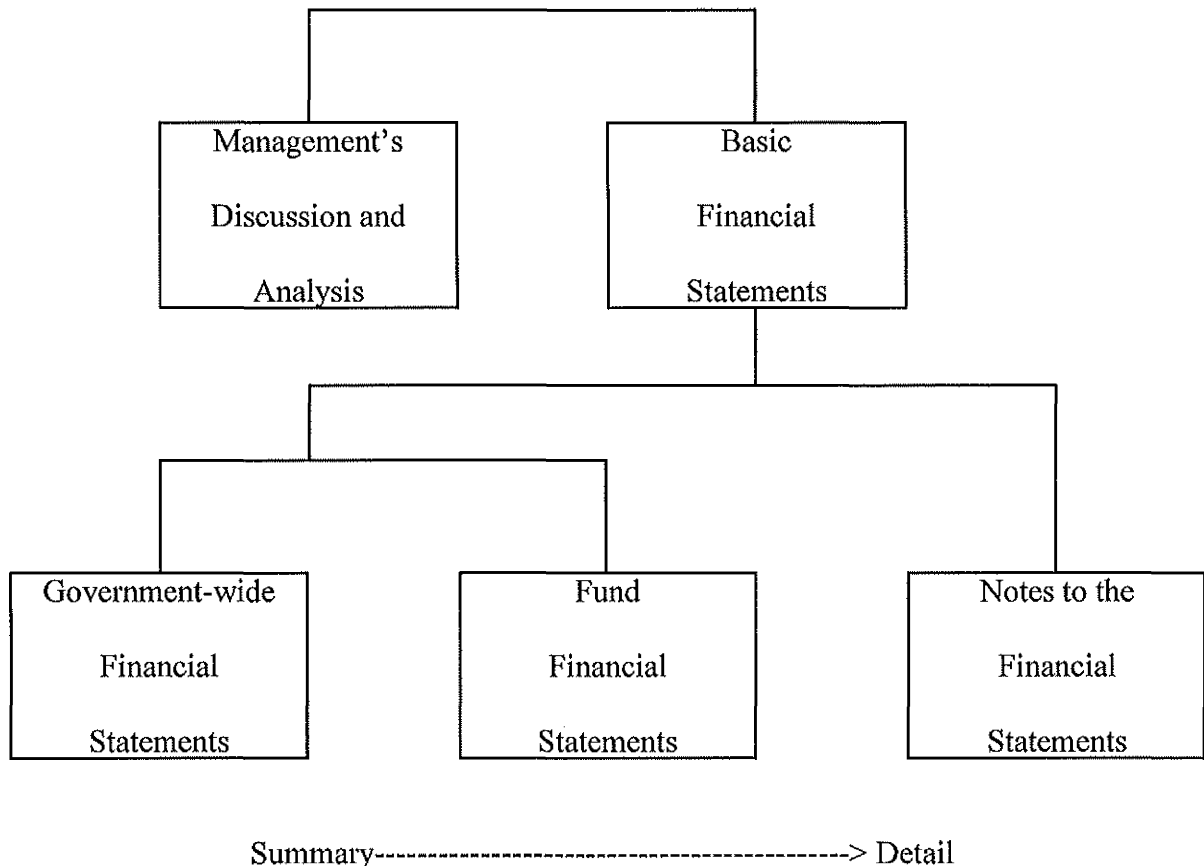 Management's
Discussion and
Analysis
Basic
Financial
Statements
Government-wide
Financial
Statements
Fund
Financial
Statements
Notes to the
Financial
Statements
Summary-----------------------------------------> Detail